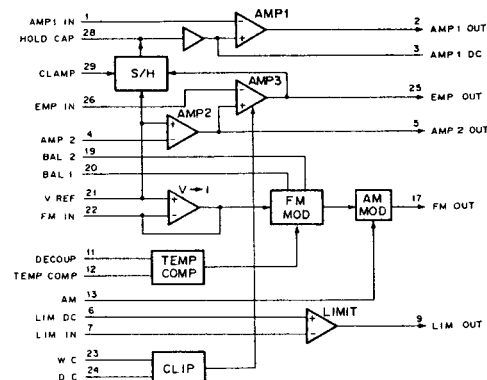 AMP1 IN 1
AMP1
2 AMP1 OUT
HOLD CAP 28
3 AMP1 DC
CLAMP 29
S/H
AMP3
EMP IN 26
25 EMP OUT
AMP2
AMP 2 4
5 AMP 2 OUT
BAL 2 19
BAL 1 20
V REF 21
V → I
FM MOD
AM MOD
17 FM OUT
FM IN 22
DECOUP 11
TEMP COMP 12
TEMP COMP
AM 13
LIM DC 6
LIMIT
9 LIM OUT
LIM IN 7
W C 23
CLIP
D C 24